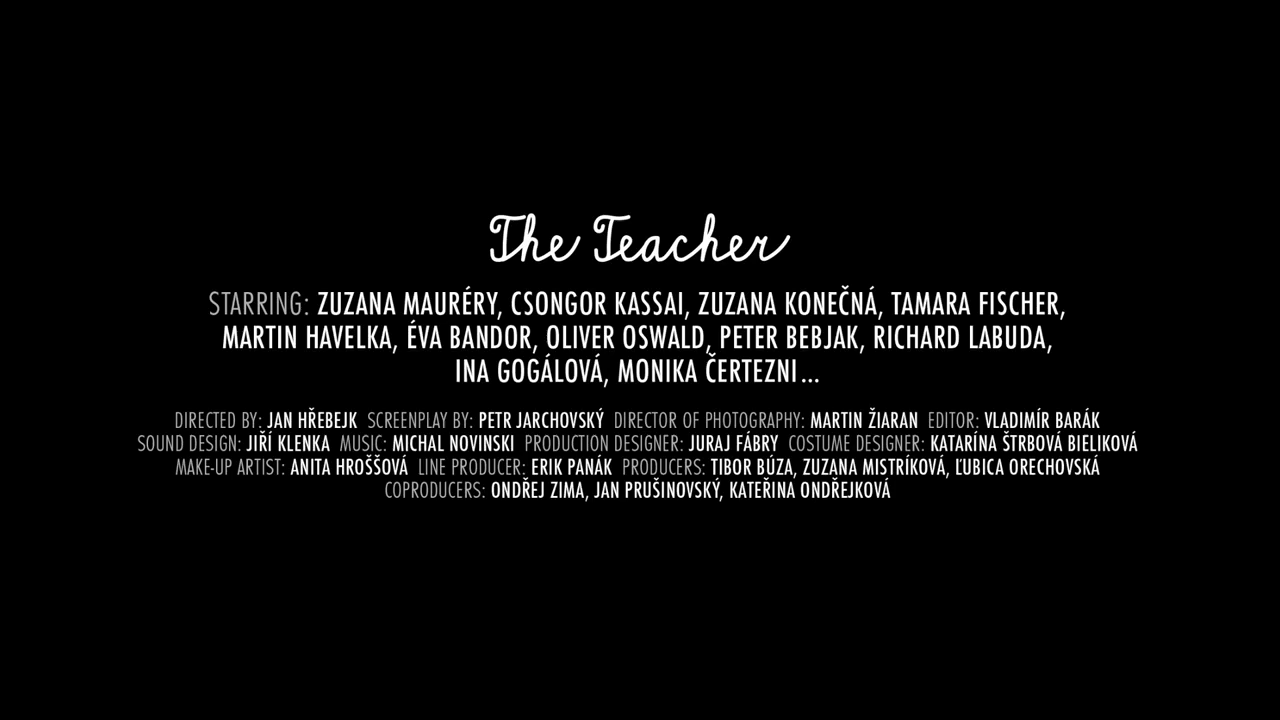 The Teacher
STARRING: ZUZANA MAURÉRY, CSONGOR KASSAI, ZUZANA KONEČNÁ, TAMARA FISCHER,
MARTIN HAVELKA, ÉVA BANDOR, OLIVER OSWALD, PETER BEBJAK, RICHARD LABUDA,
INA GOGÁLOVÁ, MONIKA ČERTEZNI...
DIRECTED BY: JAN HŘEBEJK SCREENPLAY BY: PETR JARCHOVSKÝ DIRECTOR OF PHOTOGRAPHY: MARTIN ŽIARAN EDITOR: VLADIMÍR BARÁK
SOUND DESIGN: JIŘÍ KLENKA MUSIC: MICHAL NOVINSKI PRODUCTION DESIGNER: JURAJ FÁBRY COSTUME DESIGNER: KATARÍNA ŠTRBOVÁ BIELIKOVÁ
MAKE-UP ARTIST: ANITA HROŠŠOVÁ LINE PRODUCER: ERIK PANÁK PRODUCERS: TIBOR BÚZA, ZUZANA MISTRÍKOVÁ, ĽUBICA ORECHOVSKÁ
COPRODUCERS: ONDŘEJ ZIMA, JAN PRUŠINOVSKÝ, KATEŘINA ONDŘEJKOVÁ